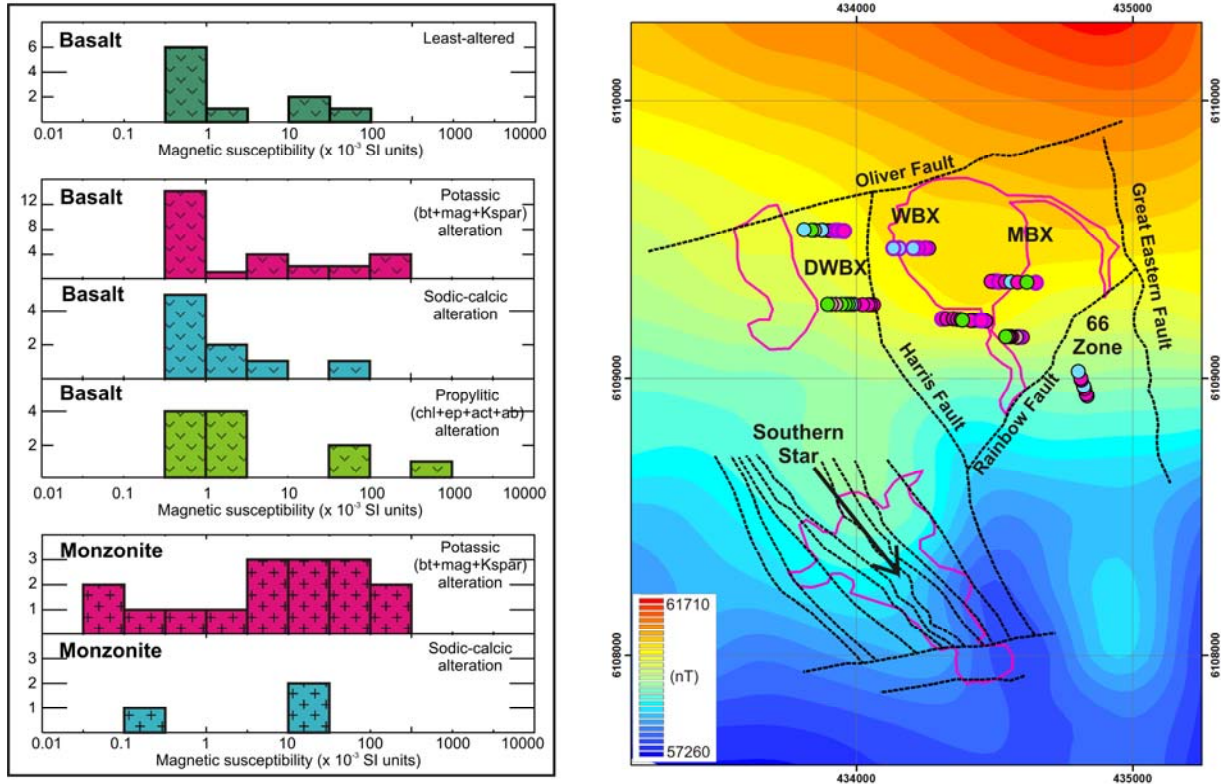 Basalt
Least-altered
6
4
2
0.01 0.1 1 10 100 1000 10000
Magnetic susceptibility (x 10⁻³ SI units)
Basalt
Potassic
(bt+mag+Kspar)
alteration
12
8
4
Basalt
Sodic-calcic
alteration
4
2
Basalt
Propylitic
(chl+ep+act+ab)
alteration
4
2
0.01 0.1 1 10 100 1000 10000
Magnetic susceptibility (x 10⁻³ SI units)
Monzonite
Potassic
(bt+mag+Kspar)
alteration
3
2
1
Monzonite
Sodic-calcic
alteration
3
2
1
0.01 0.1 1 10 100 1000 10000
Magnetic susceptibility (x 10⁻³ SI units)
434000 435000
6110000 6110000
Oliver Fault
WBX
MBX
DWBX
Great Eastern Fault
66
Zone
Harris Fault
6109000 6109000
Rainbow Fault
Southern
Star
61710
(nT)
57260
6108000 6108000
434000 435000